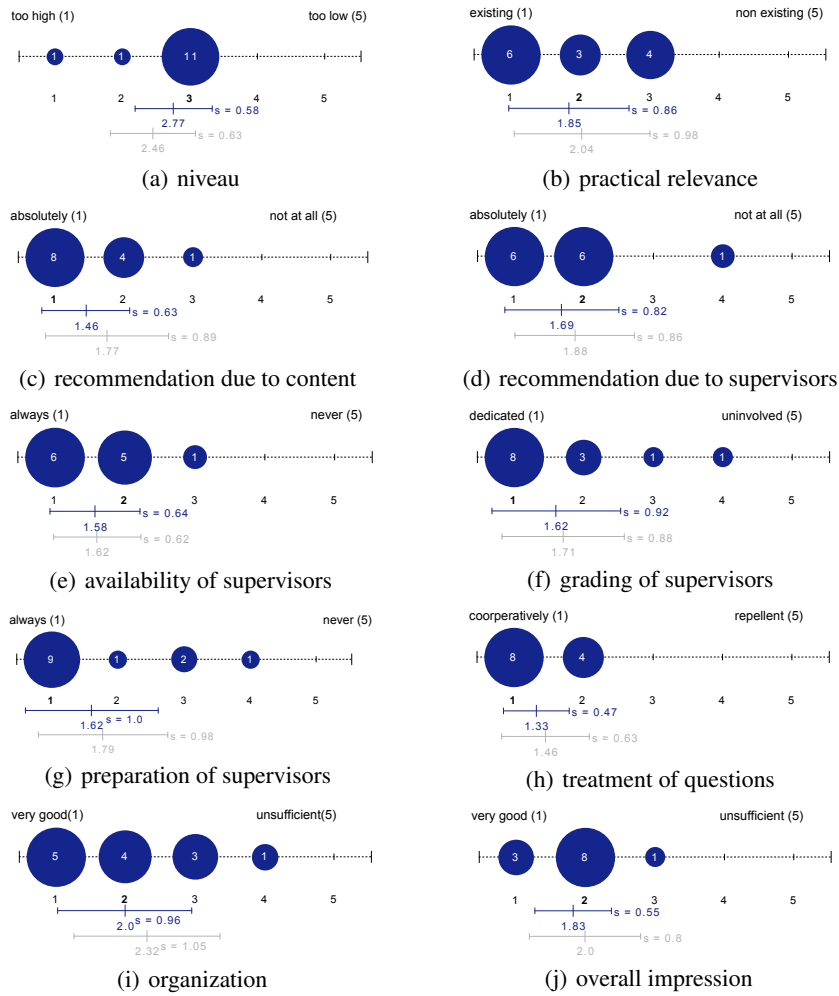 too high (1) too low (5)
1 1 11
1 2 3 4 5
s = 0.58
2.77
s = 0.63
2.46
(a) niveau
existing (1) non existing (5)
6 3 4
1 2 3 4 5
s = 0.86
1.85
s = 0.98
2.04
(b) practical relevance
absolutely (1) not at all (5)
8 4 1
1 2 3 4 5
s = 0.63
1.46
s = 0.89
1.77
(c) recommendation due to content
absolutely (1) not at all (5)
6 6 1
1 2 3 4 5
s = 0.82
1.69
s = 0.86
1.88
(d) recommendation due to supervisors
always (1) never (5)
6 5 1
1 2 3 4 5
s = 0.64
1.58
s = 0.62
1.62
(e) availability of supervisors
dedicated (1) uninvolved (5)
8 3 1 1
1 2 3 4 5
s = 0.92
1.62
s = 0.88
1.71
(f) grading of supervisors
always (1) never (5)
9 1 2 1
1 2 3 4 5
s = 1.0
1.62
s = 0.98
1.79
(g) preparation of supervisors
coorperatively (1) repellent (5)
8 4
1 2 3 4 5
s = 0.47
1.33
s = 0.63
1.46
(h) treatment of questions
very good(1) unsufficient(5)
5 4 3 1
1 2 3 4 5
s = 0.96
2.0
s = 1.05
2.32
(i) organization
very good (1) unsufficient (5)
3 8 1
1 2 3 4 5
s = 0.55
1.83
s = 0.8
2.0
(j) overall impression